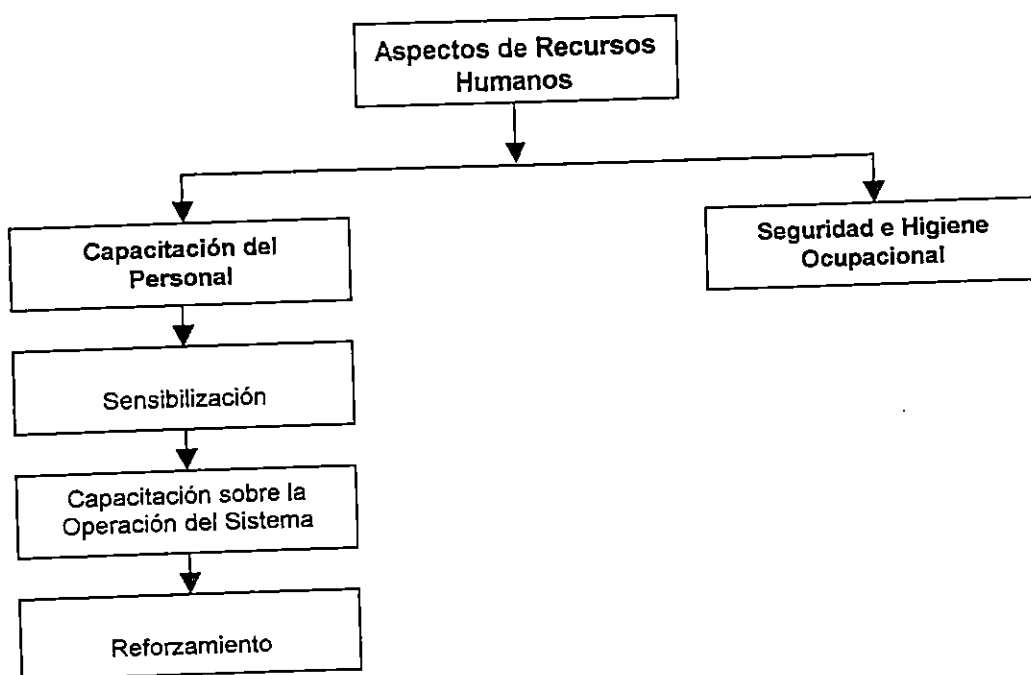 Aspectos de Recursos
Humanos
Capacitación del
Personal
Seguridad e Higiene
Ocupacional
Sensibilización
Capacitación sobre la
Operación del Sistema
Reforzamiento